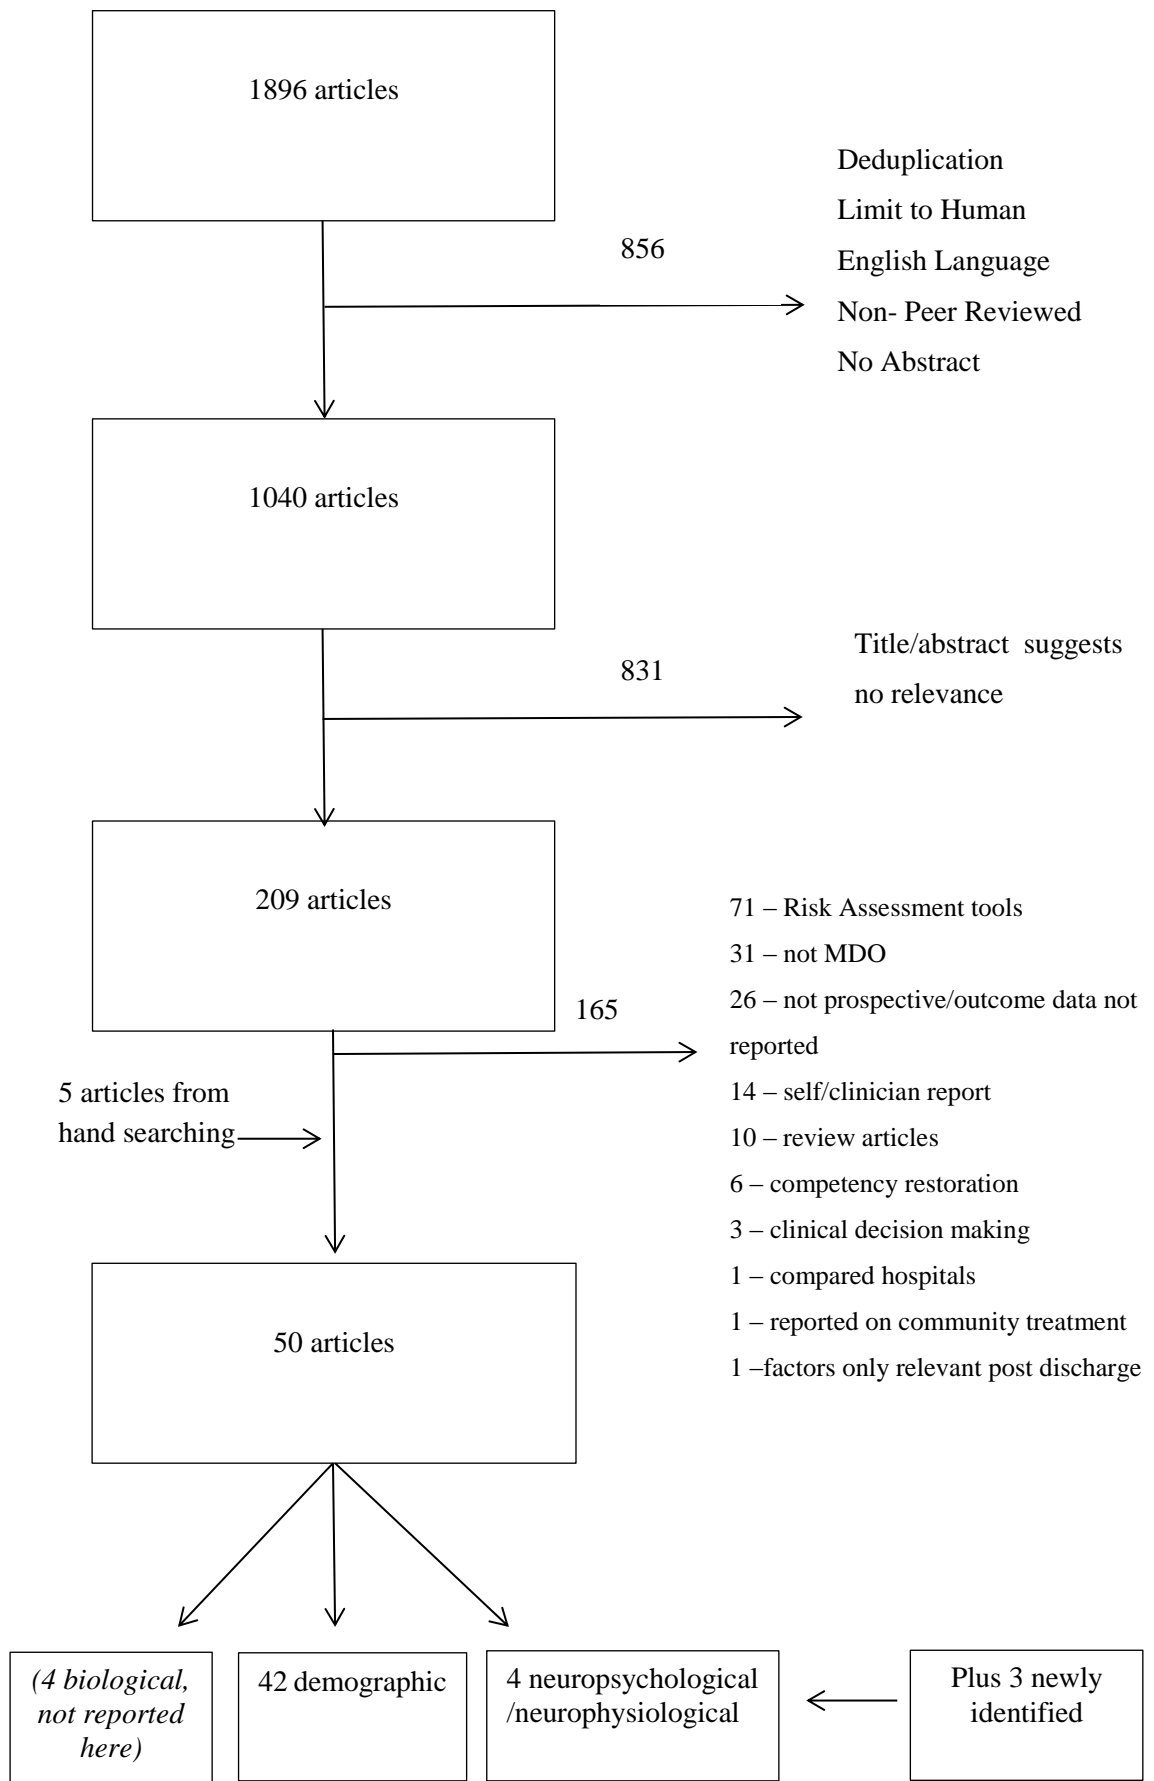 1896 articles
856
Deduplication
Limit to Human
English Language
Non- Peer Reviewed
No Abstract
1040 articles
831
Title/abstract suggests
no relevance
209 articles
165
71 – Risk Assessment tools
31 – not MDO
26 – not prospective/outcome data not
reported
14 – self/clinician report
10 – review articles
6 – competency restoration
3 – clinical decision making
1 – compared hospitals
1 – reported on community treatment
1 –factors only relevant post discharge
5 articles from
hand searching
50 articles
(4 biological,
not reported
here)
42 demographic
4 neuropsychological
/neurophysiological
Plus 3 newly
identified